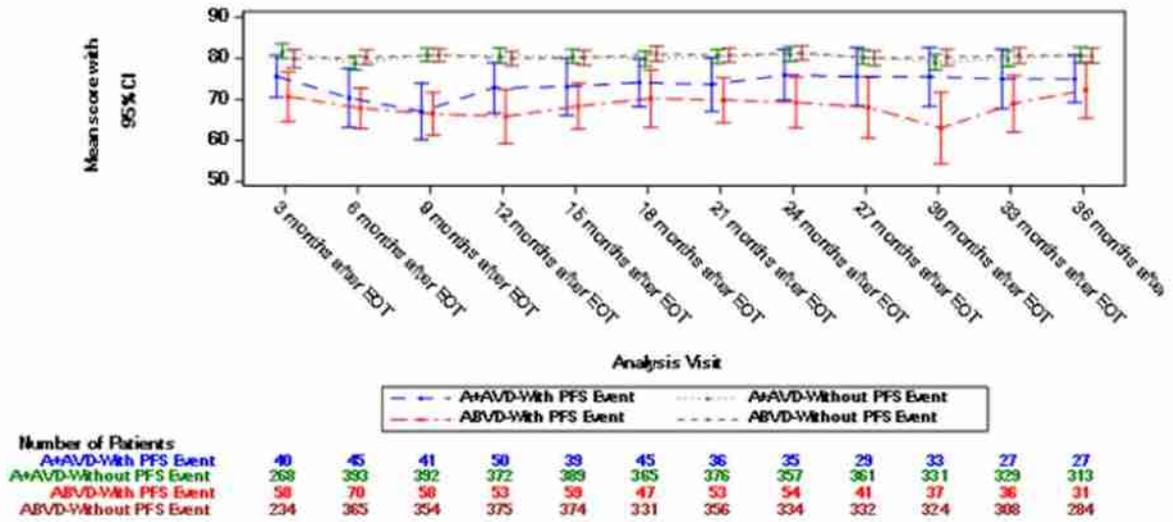 90
80
70
60
50
Mean score with
95% CI
3 months after EOT
6 months after EOT
9 months after EOT
12 months after EOT
15 months after EOT
18 months after EOT
21 months after EOT
24 months after EOT
27 months after EOT
30 months after EOT
33 months after EOT
36 months afte
Analysis Visit
A+AVD-With PFS Event
A+AVD-Without PFS Event
ABVD-With PFS Event
ABVD-Without PFS Event
Number of Patients
A+AVD-With PFS Event 40 45 41 50 39 45 36 35 29 33 27 27
A+AVD-Without PFS Event 268 393 392 372 389 365 376 357 361 331 329 313
ABVD-With PFS Event 58 70 58 53 59 47 53 54 41 37 36 31
ABVD-Without PFS Event 234 365 354 375 374 331 356 334 332 324 308 284